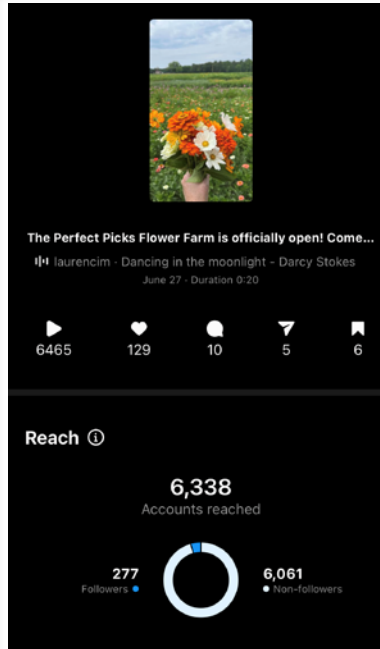 The Perfect Picks Flower Farm is officially open! Come...
laurencim · Dancing in the moonlight - Darcy Stokes
June 27 · Duration 0:20
6465 129 10 5 6
Reach
6,338
Accounts reached
277 6,061
Followers Non-followers